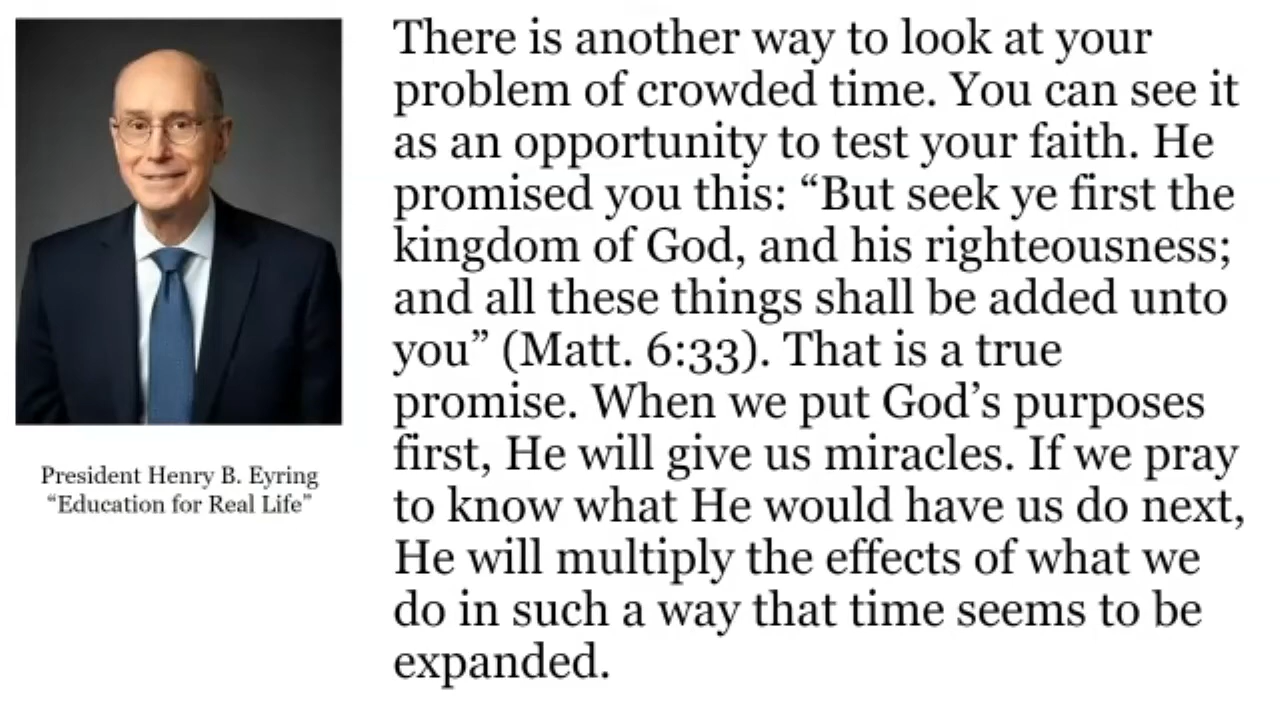 There is another way to look at your
problem of crowded time. You can see it
as an opportunity to test your faith. He
promised you this: “But seek ye first the
kingdom of God, and his righteousness;
and all these things shall be added unto
you” (Matt. 6:33). That is a true
promise. When we put God’s purposes
first, He will give us miracles. If we pray
to know what He would have us do next,
He will multiply the effects of what we
do in such a way that time seems to be
expanded.
President Henry B. Eyring
“Education for Real Life”